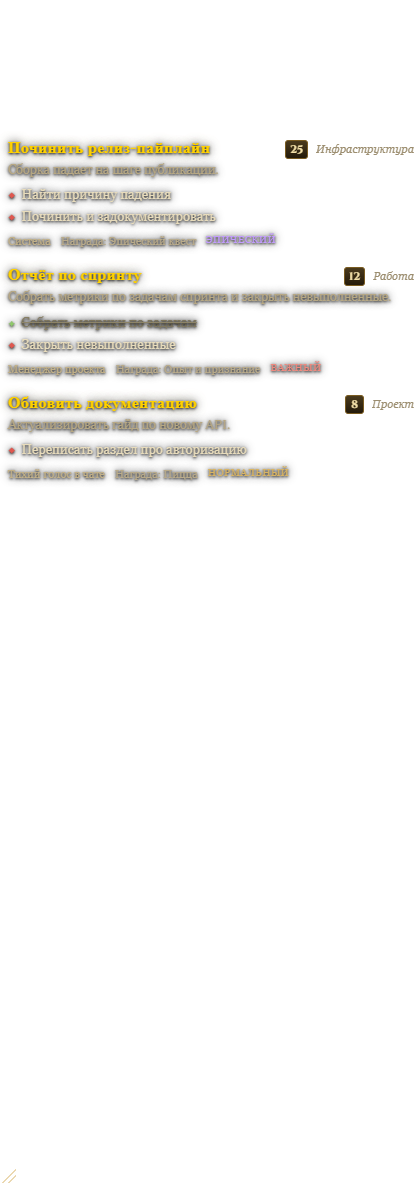 Починить релиз-пайплайн 25 Инфраструктура
Сборка падает на шаге публикации.
Найти причину падения
Починить и задокументировать
Система Награда: Эпический квест ЭПИЧЕСКИЙ
Отчёт по спринту 12 Работа
Собрать метрики по задачам спринта и закрыть невыполненные.
Собрать метрики по задачам
Закрыть невыполненные
Менеджер проекта Награда: Опыт и признание ВАЖНЫЙ
Обновить документацию 8 Проект
Актуализировать гайд по новому API.
Переписать раздел про авторизацию
Тихий голос в чате Награда: Пицца НОРМАЛЬНЫЙ